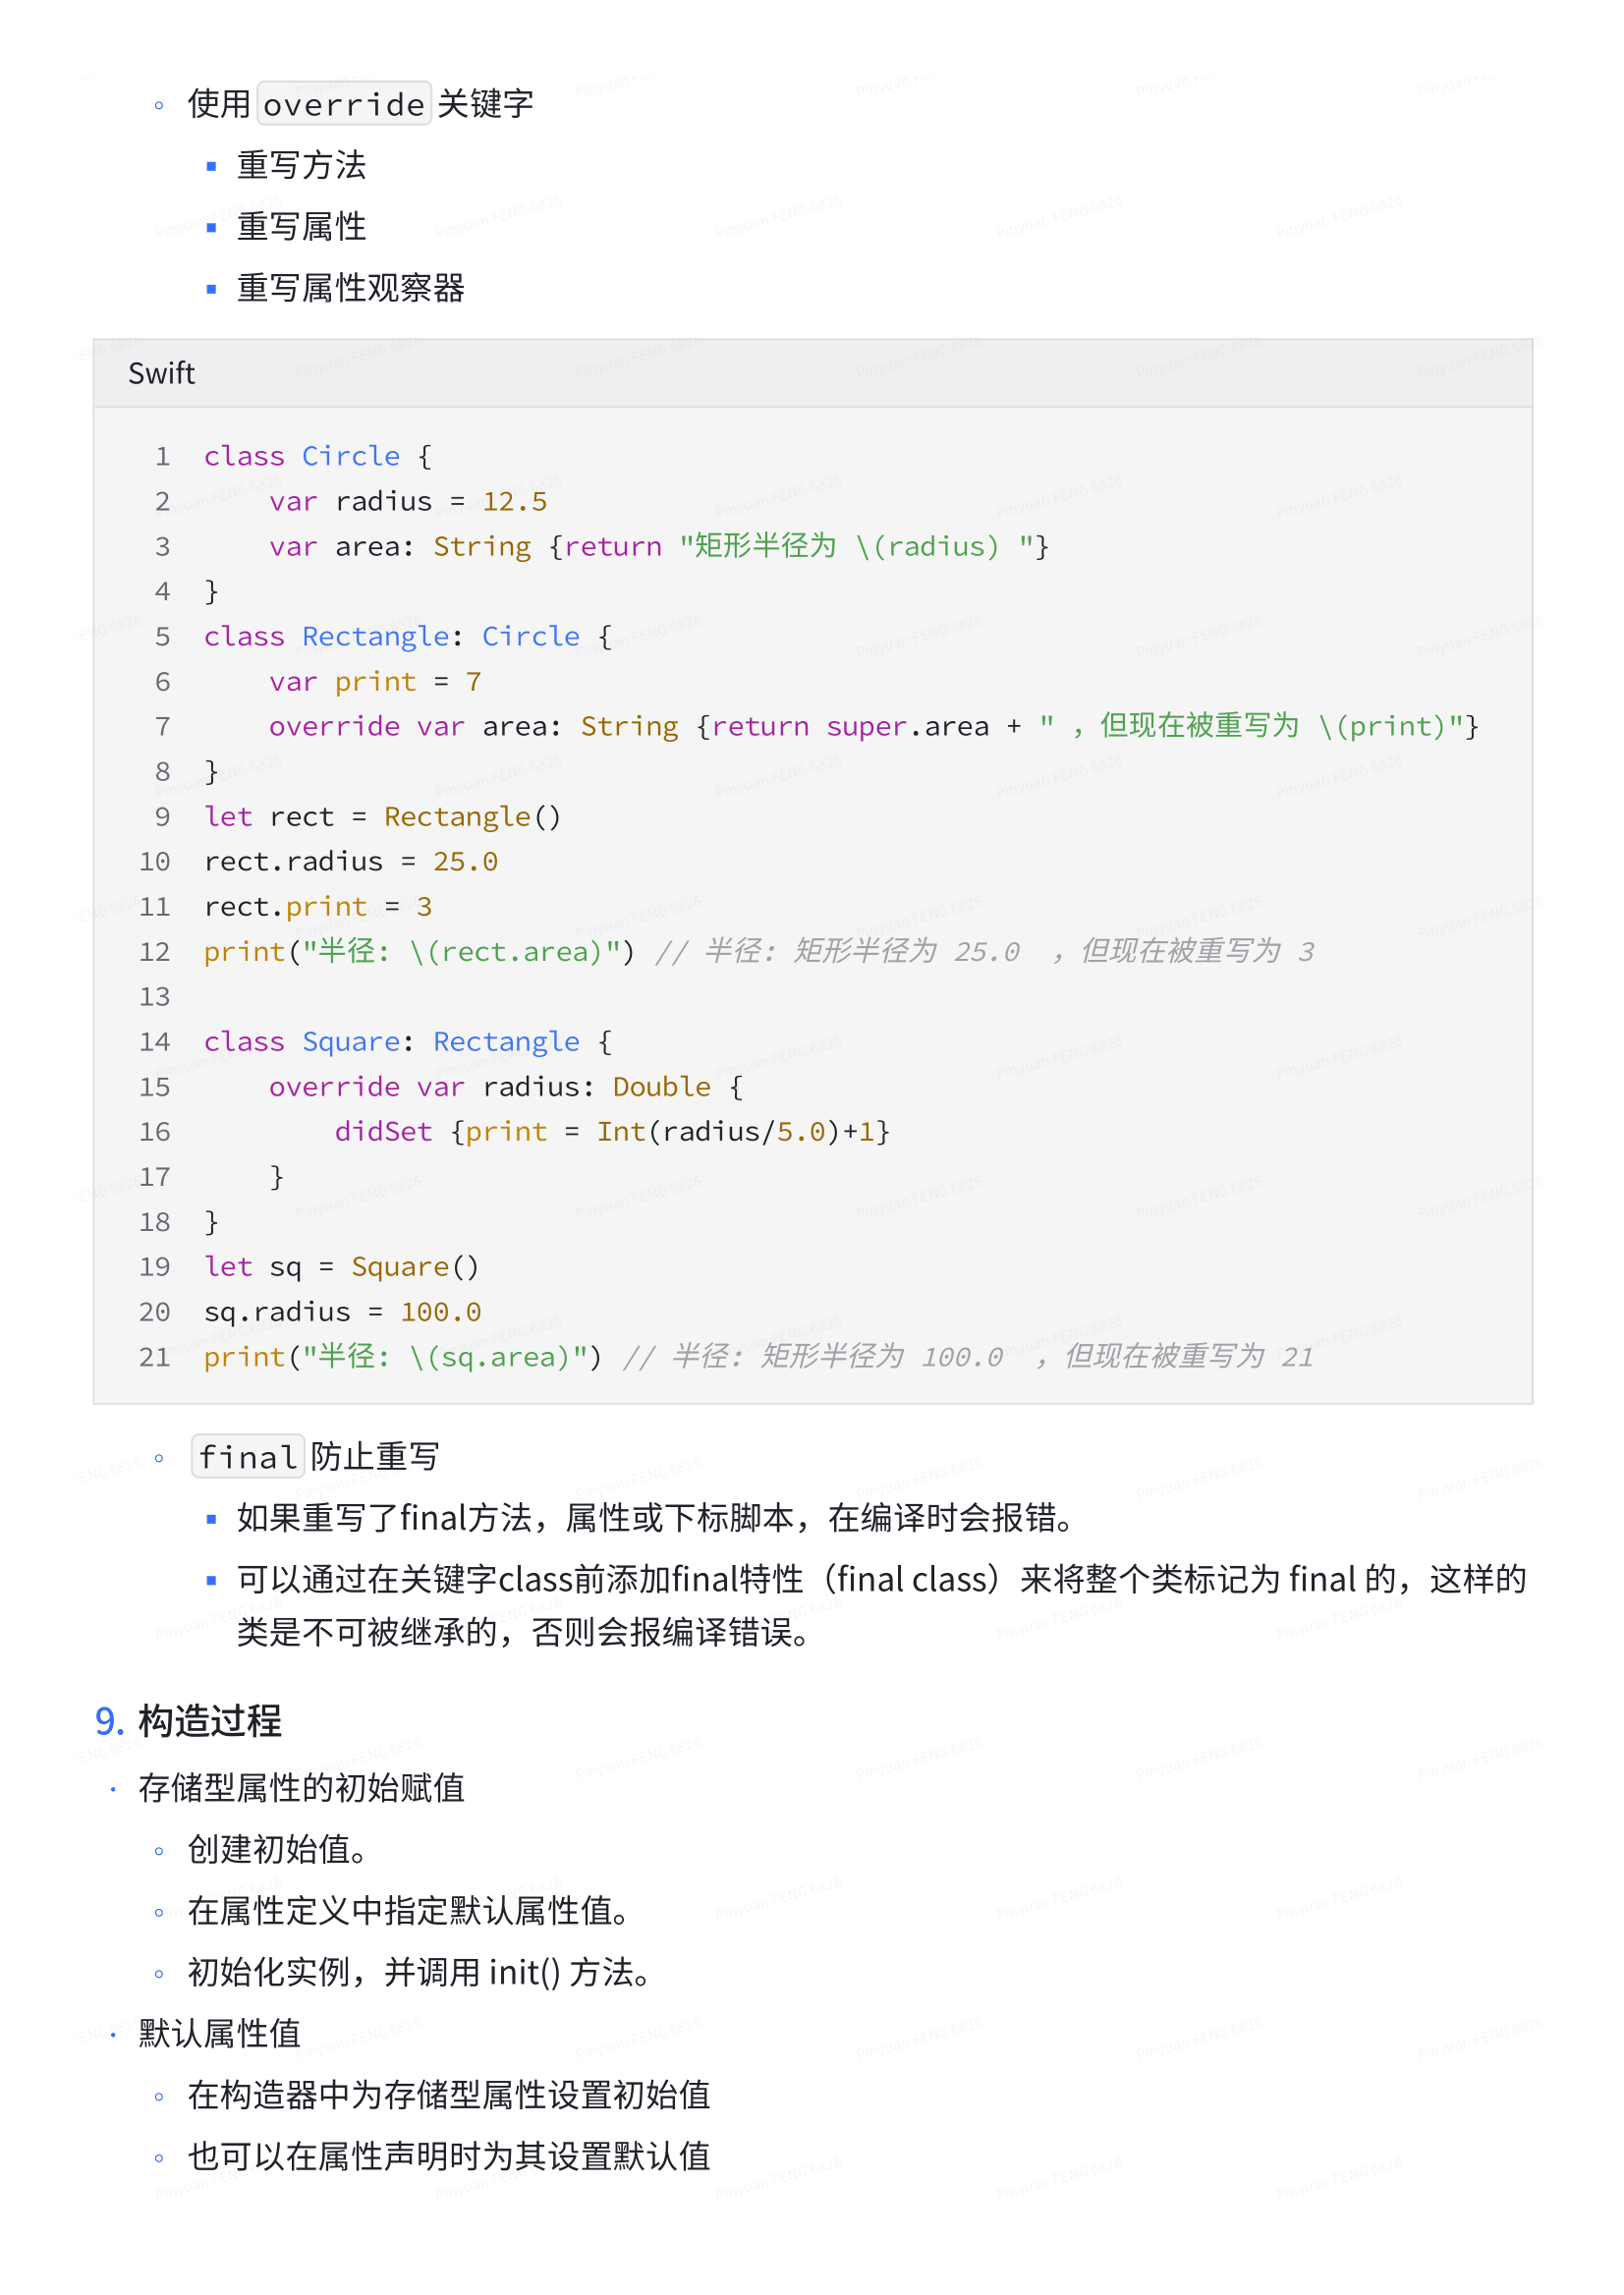 使用 override 关键字
重写方法
重写属性
重写属性观察器
Swift
1 class Circle {
2     var radius = 12.5
3     var area: String {return "矩形半径为 \(radius) "}
4 }
5 class Rectangle: Circle {
6     var print = 7
7     override var area: String {return super.area + " ，但现在被重写为 \(print)"}
8 }
9 let rect = Rectangle()
10 rect.radius = 25.0
11 rect.print = 3
12 print("半径: \(rect.area)") // 半径: 矩形半径为 25.0  ，但现在被重写为 3
13
14 class Square: Rectangle {
15     override var radius: Double {
16         didSet {print = Int(radius/5.0)+1}
17     }
18 }
19 let sq = Square()
20 sq.radius = 100.0
21 print("半径: \(sq.area)") // 半径: 矩形半径为 100.0  ，但现在被重写为 21
final 防止重写
如果重写了final方法，属性或下标脚本，在编译时会报错。
可以通过在关键字class前添加final特性（final class）来将整个类标记为 final 的，这样的
类是不可被继承的，否则会报编译错误。
9. 构造过程
存储型属性的初始赋值
创建初始值。
在属性定义中指定默认属性值。
初始化实例，并调用 init() 方法。
默认属性值
在构造器中为存储型属性设置初始值
也可以在属性声明时为其设置默认值
Pinyuan FENG 6826